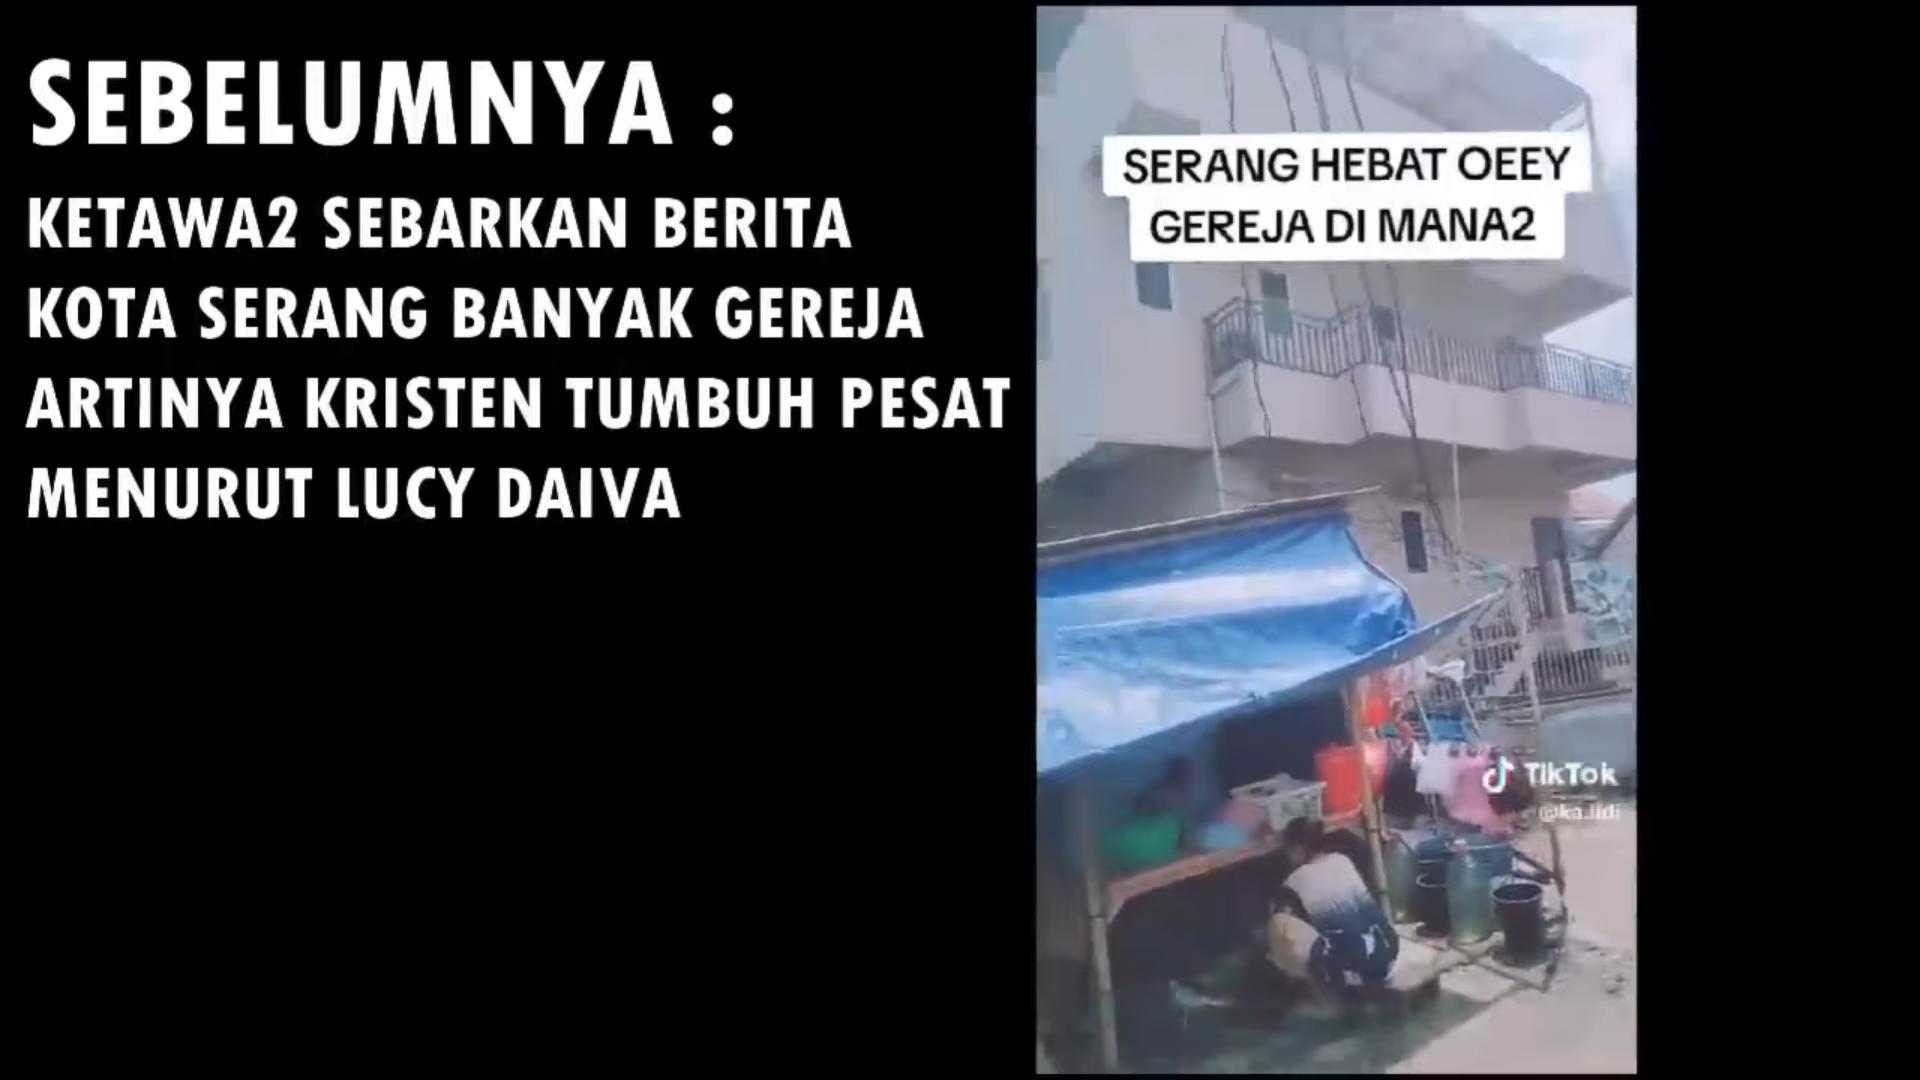 SEBELUMNYA :
KETAWA2 SEBARKAN BERITA
KOTA SERANG BANYAK GEREJA
ARTINYA KRISTEN TUMBUH PESAT
MENURUT LUCY DAIVA
SERANG HEBAT OEEY
GEREJA DI MANA2
TikTok